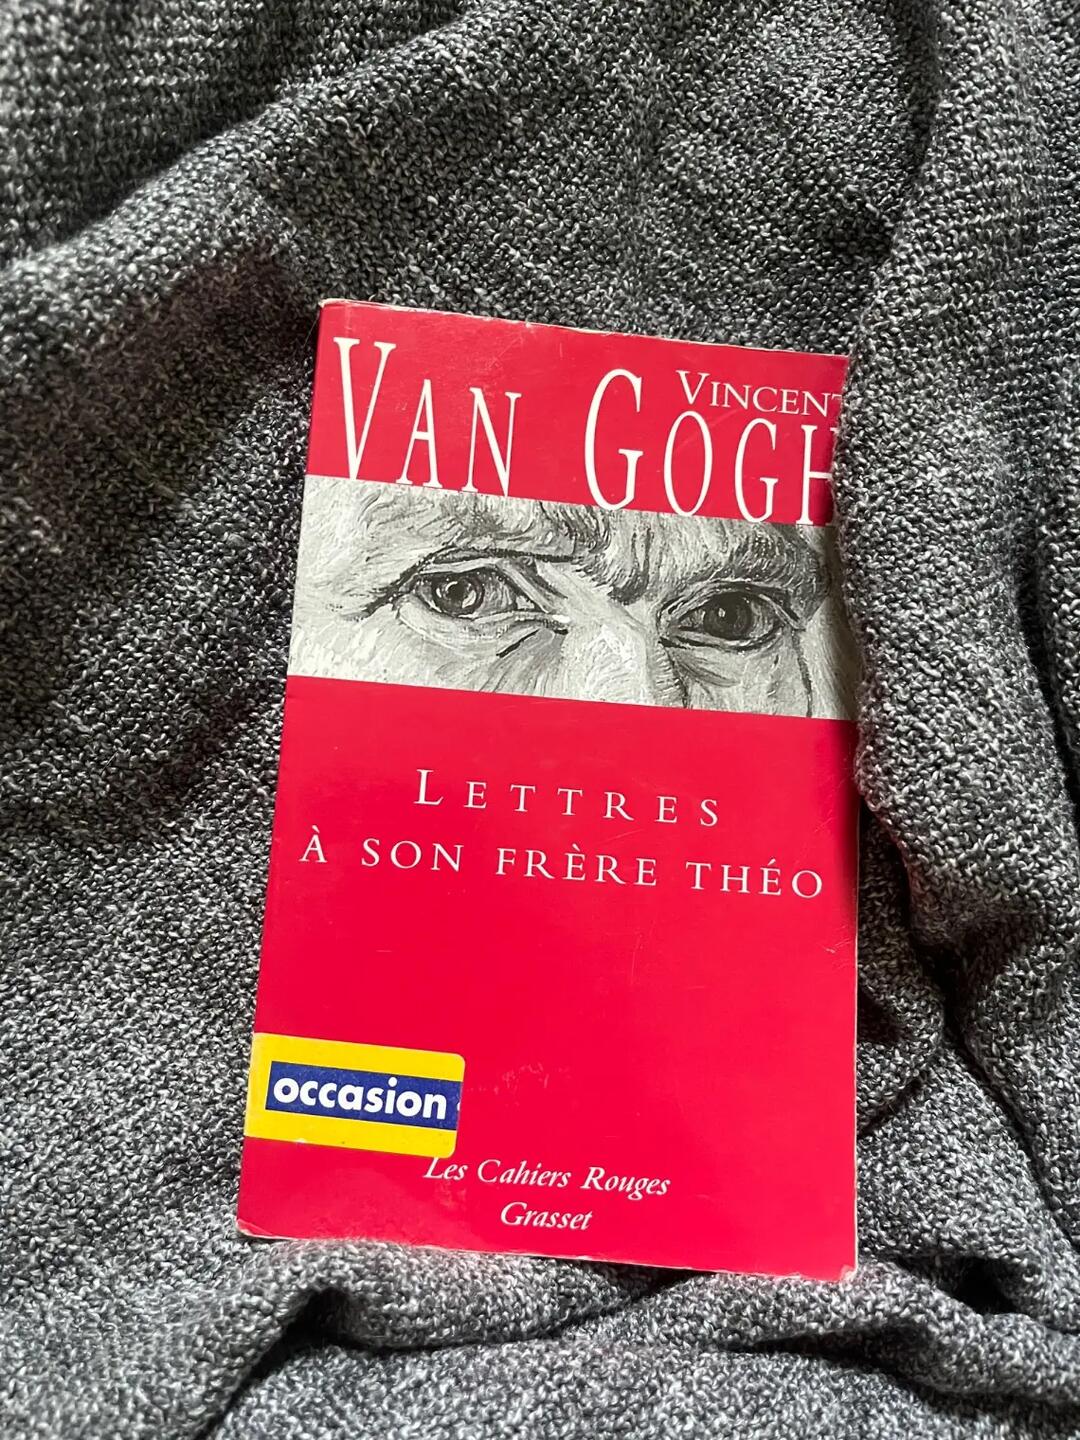 VINCENT
VAN GOGH
LETTRES
À SON FRÈRE THÉO
occasion
Les Cahiers Rouges
Grasset